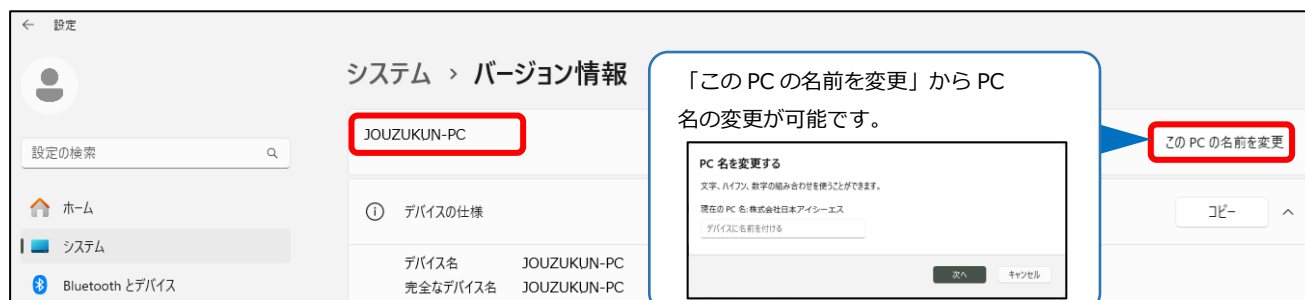 ← 設定
システム › バージョン情報
JOUZUKUN-PC
このPCの名前を変更
設定の検索
ホーム
システム
Bluetooth とデバイス
デバイスの仕様
コピー
デバイス名 JOUZUKUN-PC
完全なデバイス名 JOUZUKUN-PC
「この PC の名前を変更」から PC
名の変更が可能です。
PC 名を変更する
文字、ハイフン、数字の組み合わせを使うことができます。
現在の PC 名:株式会社日本アイシーエス
デバイスに名前を付ける
次へ キャンセル